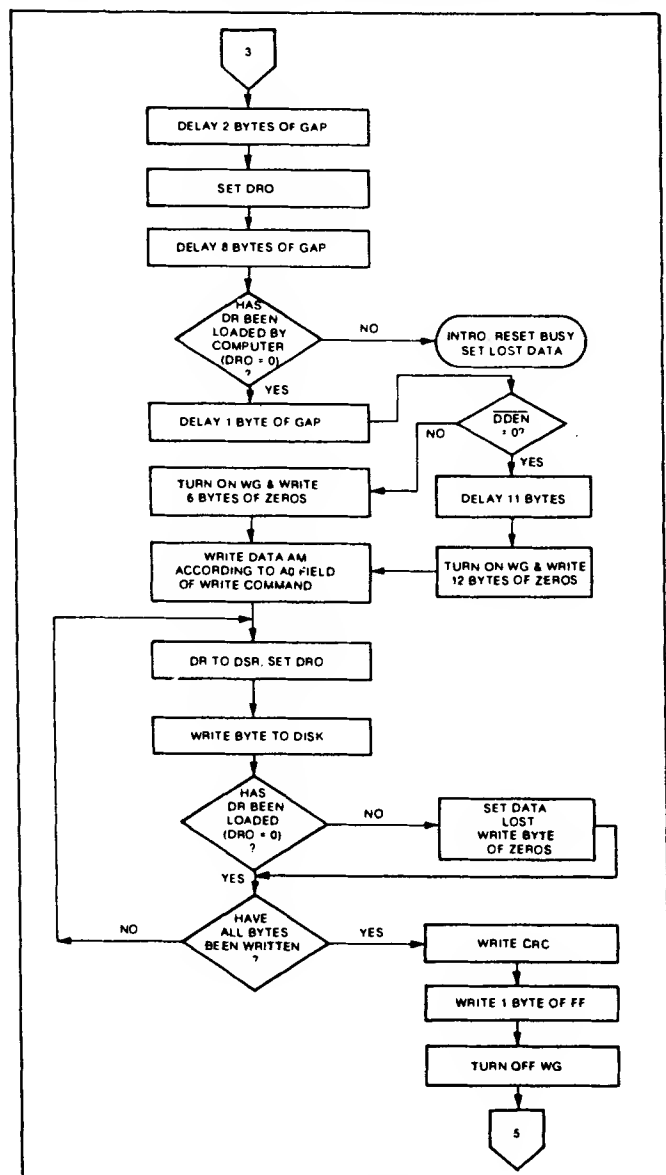 3
DELAY 2 BYTES OF GAP
SET DRO
DELAY 8 BYTES OF GAP
HAS
DR BEEN
LOADED BY
COMPUTER
(DRO = 0)
?
NO
INTRO. RESET BUSY
SET LOST DATA
YES
DELAY 1 BYTE OF GAP
DDEN
= 0?
NO
YES
TURN ON WG & WRITE
6 BYTES OF ZEROS
DELAY 11 BYTES
WRITE DATA AM
ACCORDING TO A0 FIELD
OF WRITE COMMAND
TURN ON WG & WRITE
12 BYTES OF ZEROS
DR TO DSR, SET DRO
WRITE BYTE TO DISK
HAS
DR BEEN
LOADED
(DRO = 0)
?
NO
SET DATA
LOST
WRITE BYTE
OF ZEROS
YES
HAVE
ALL BYTES
BEEN WRITTEN
?
NO
YES
WRITE CRC
WRITE 1 BYTE OF FF
TURN OFF WG
5